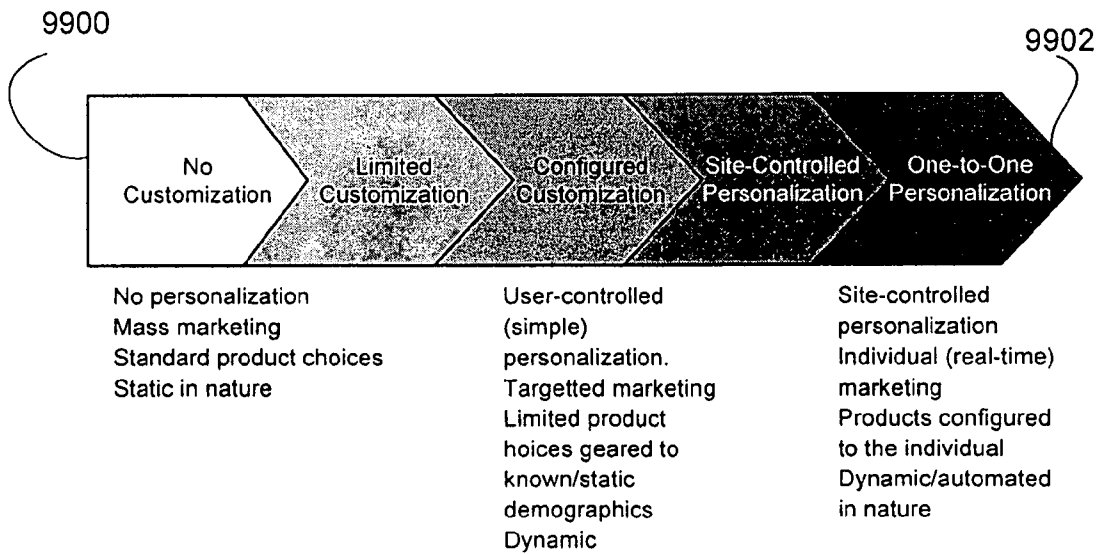 9900
9902
No
Customization
Limited
Customization
Configured
Customization
Site-Controlled
Personalization
One-to-One
Personalization
No personalization
Mass marketing
Standard product choices
Static in nature
User-controlled
(simple)
personalization.
Targetted marketing
Limited product
hoices geared to
known/static
demographics
Dynamic
Site-controlled
personalization
Individual (real-time)
marketing
Products configured
to the individual
Dynamic/automated
in nature